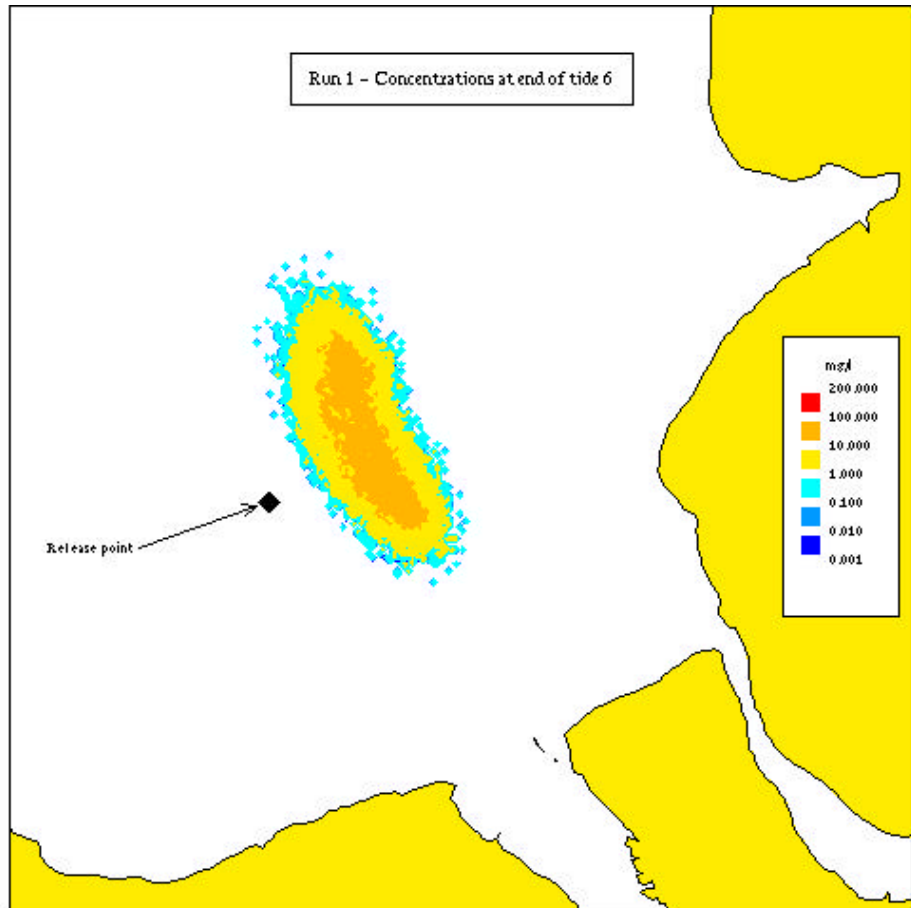 Run 1 – Concentrations at end of tide 6
mg/l
200.000
100.000
10.000
1.000
0.100
0.010
0.001
Release point